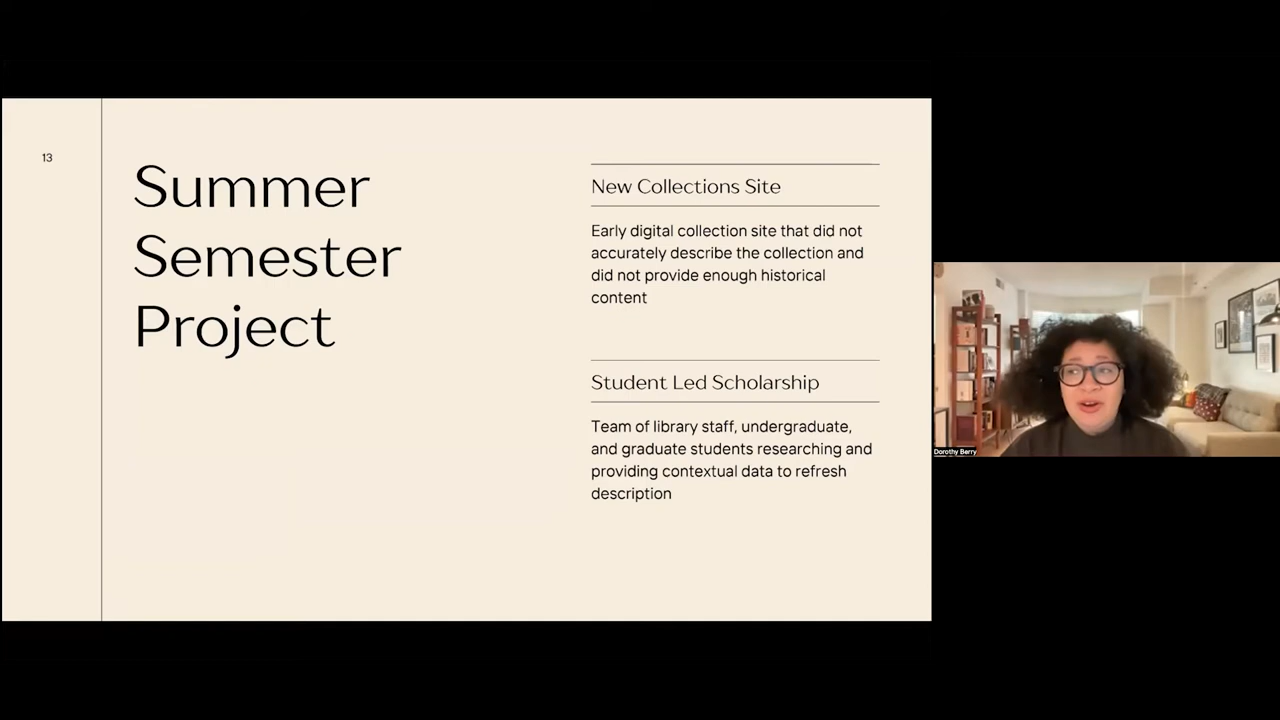 13
Summer
Semester
Project
New Collections Site
Early digital collection site that did not
accurately describe the collection and
did not provide enough historical
content
Student Led Scholarship
Team of library staff, undergraduate,
and graduate students researching and
providing contextual data to refresh
description
Dorothy Berry